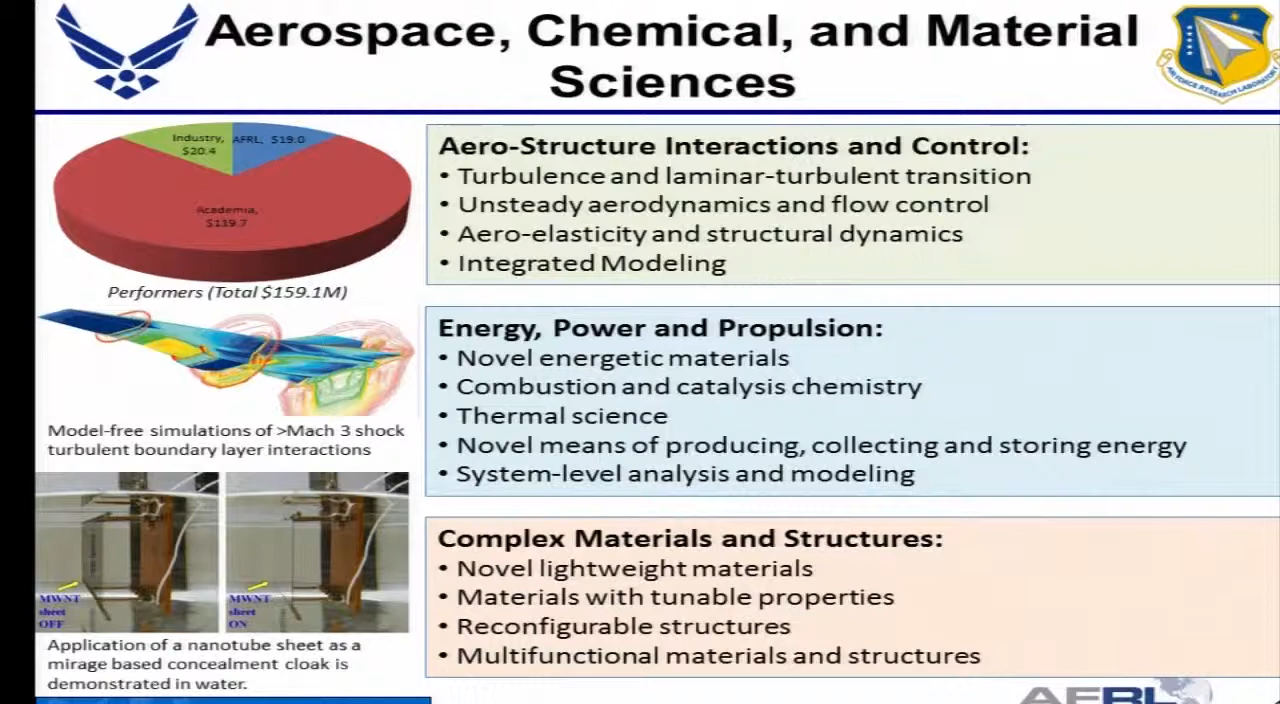 Aerospace, Chemical, and Material
Sciences
AIR FORCE RESEARCH LABORATORY
Industry,
$20.4
AFRL, $19.0
Academia,
$119.7
Performers (Total $159.1M)
Model-free simulations of >Mach 3 shock
turbulent boundary layer interactions
MWNT
sheet
OFF
MWNT
sheet
ON
Application of a nanotube sheet as a
mirage based concealment cloak is
demonstrated in water.
Aero-Structure Interactions and Control:
• Turbulence and laminar-turbulent transition
• Unsteady aerodynamics and flow control
• Aero-elasticity and structural dynamics
• Integrated Modeling
Energy, Power and Propulsion:
• Novel energetic materials
• Combustion and catalysis chemistry
• Thermal science
• Novel means of producing, collecting and storing energy
• System-level analysis and modeling
Complex Materials and Structures:
• Novel lightweight materials
• Materials with tunable properties
• Reconfigurable structures
• Multifunctional materials and structures
AFRL